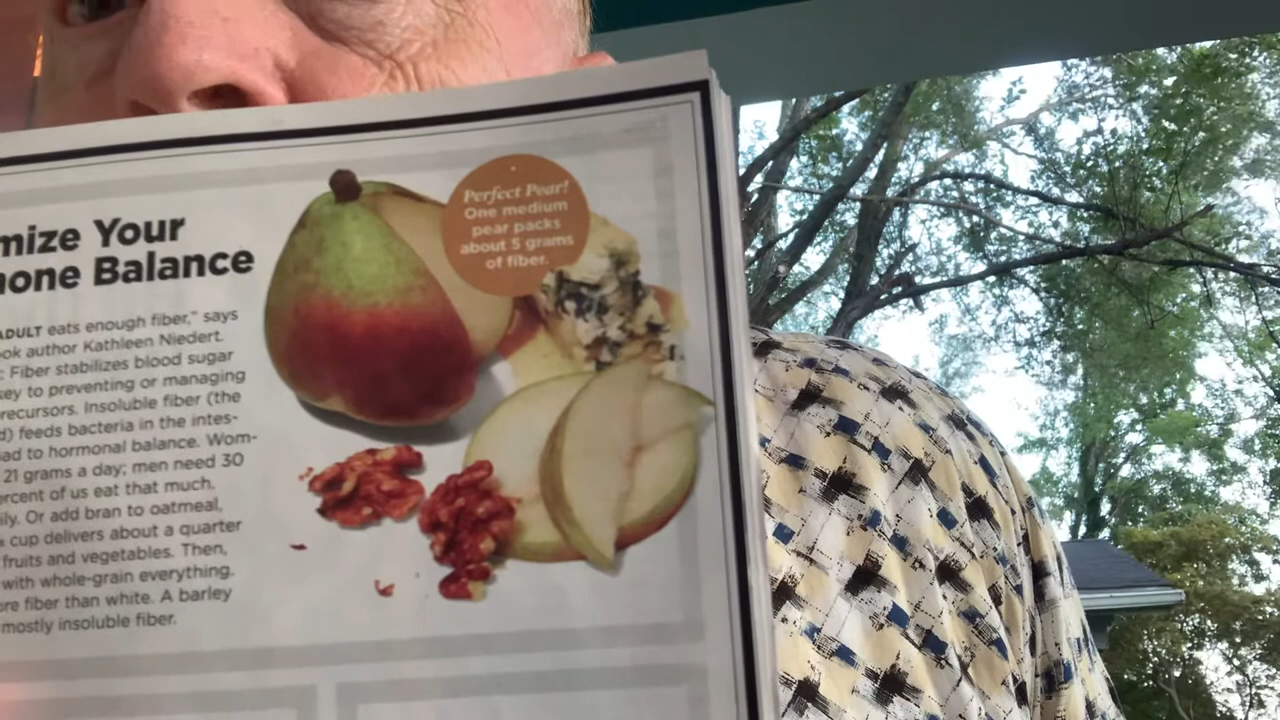 mize Your
one Balance
Perfect Pear!
One medium
pear packs
about 5 grams
of fiber.
ADULT eats enough fiber,” says
ook author Kathleen Niedert.
: Fiber stabilizes blood sugar
key to preventing or managing
recursors. Insoluble fiber (the
d) feeds bacteria in the intes-
ad to hormonal balance. Wom-
21 grams a day; men need 30
ercent of us eat that much,
ily. Or add bran to oatmeal,
cup delivers about a quarter
fruits and vegetables. Then,
with whole-grain everything.
ore fiber than white. A barley
mostly insoluble fiber.